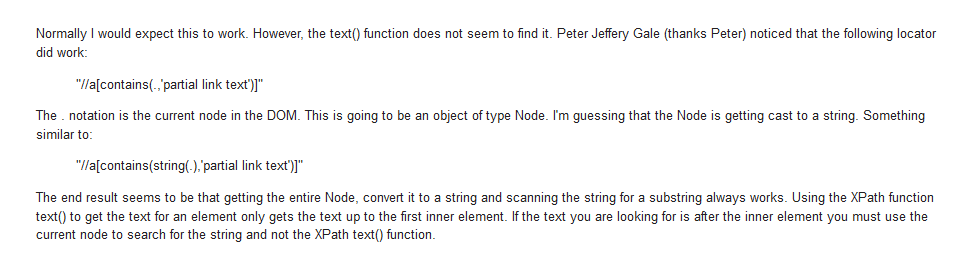 Normally I would expect this to work. However, the text() function does not seem to find it. Peter Jeffery Gale (thanks Peter) noticed that the following locator
did work:
"//a[contains(.,'partial link text')]"
The . notation is the current node in the DOM. This is going to be an object of type Node. I'm guessing that the Node is getting cast to a string. Something
similar to:
"//a[contains(string(.),'partial link text')]"
The end result seems to be that getting the entire Node, convert it to a string and scanning the string for a substring always works. Using the XPath function
text() to get the text for an element only gets the text up to the first inner element. If the text you are looking for is after the inner element you must use the
current node to search for the string and not the XPath text() function.